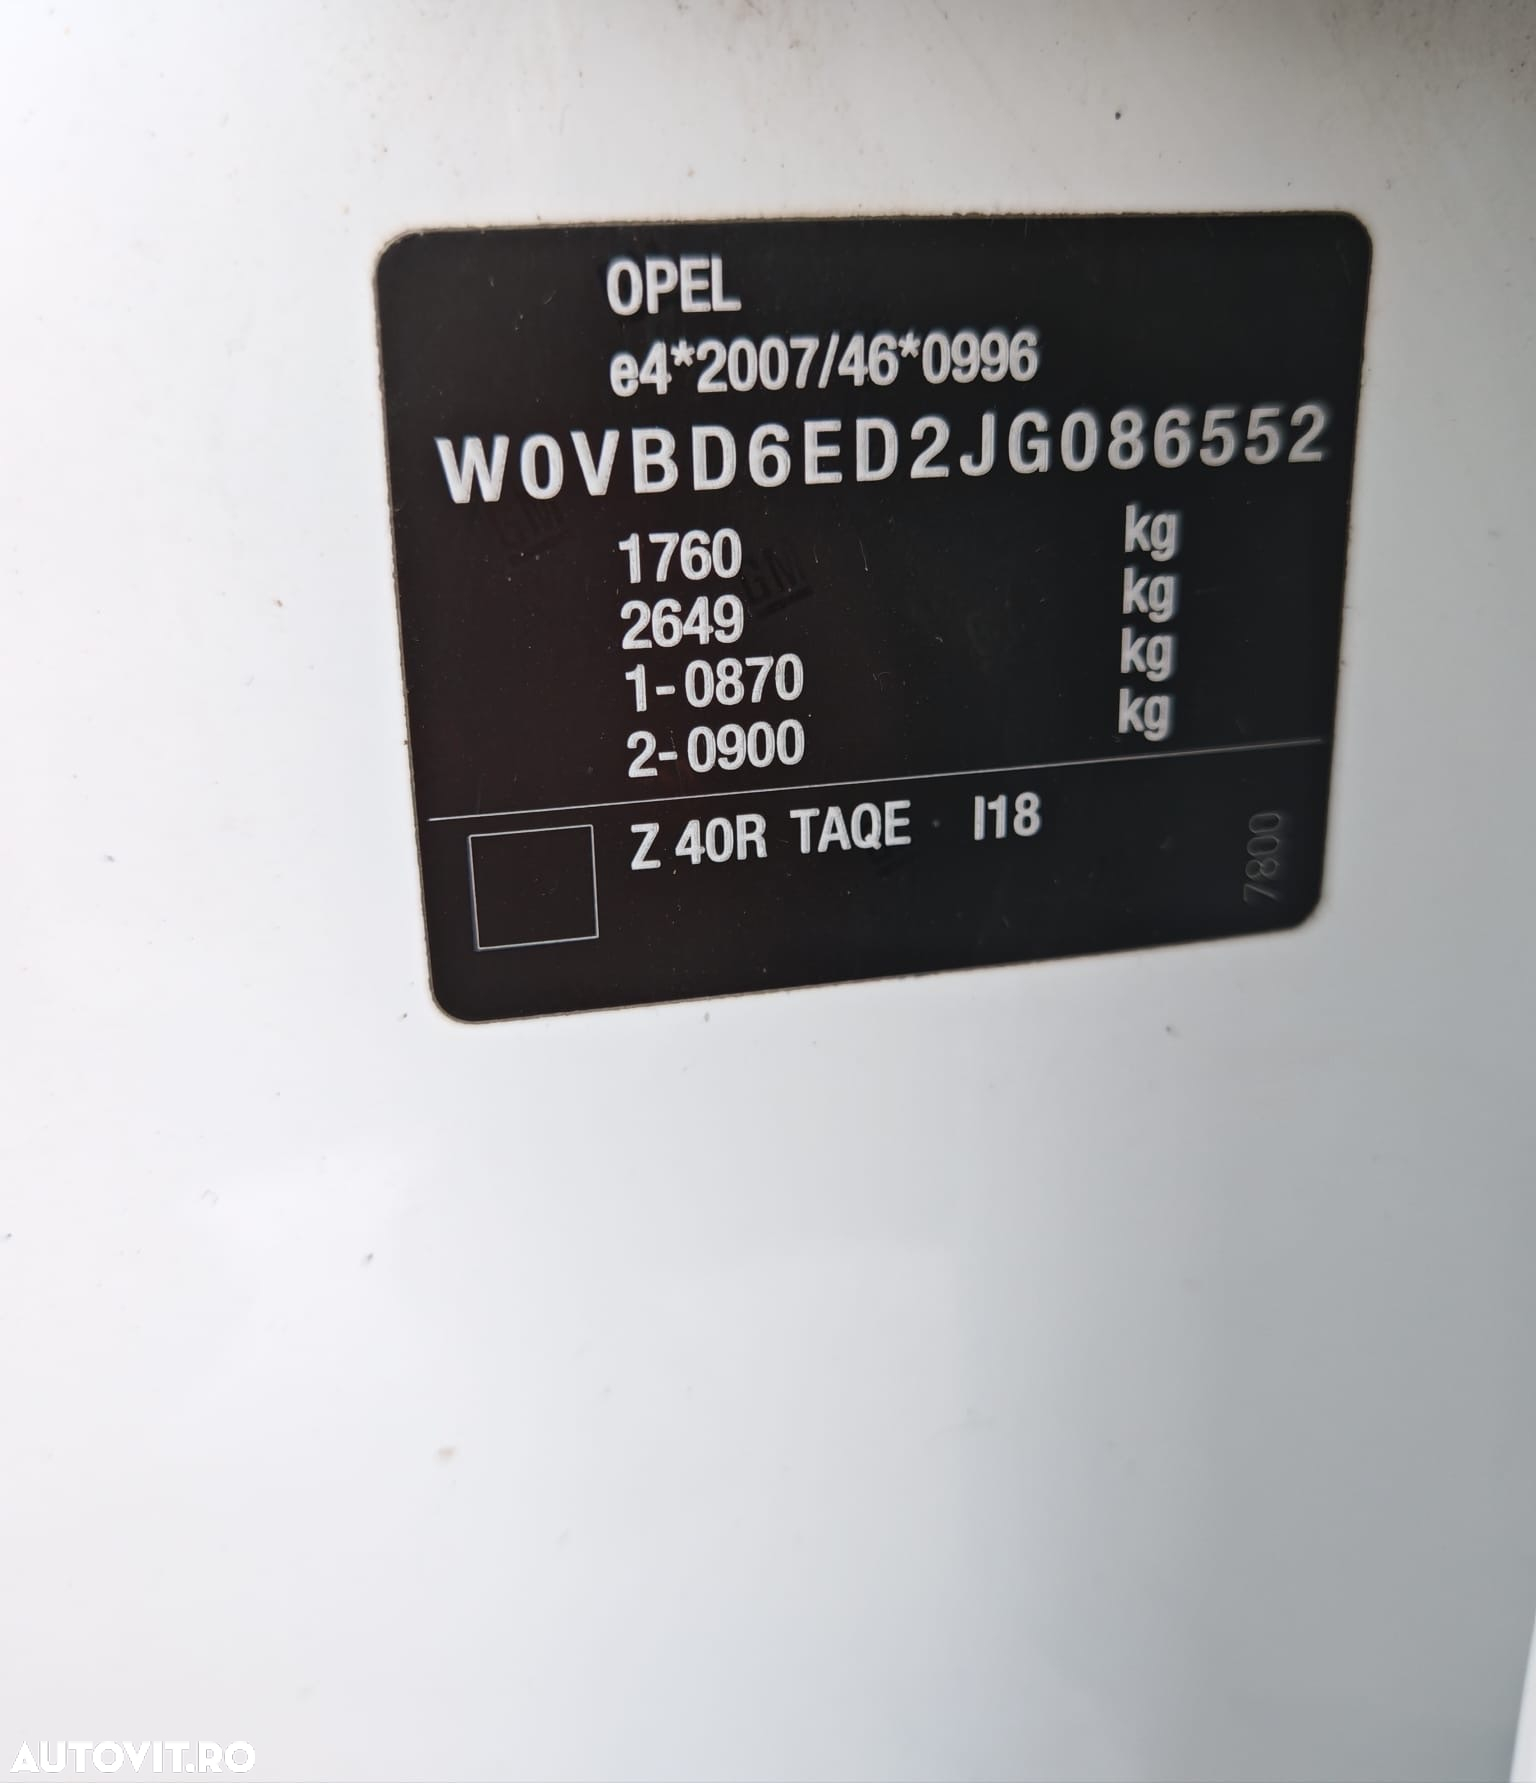 OPEL
e4*2007/46*0996
W0VBD6ED2JG086552
1760 kg
2649 kg
1-0870 kg
2-0900 kg
Z 40R TAQE I18
7800
AUTOVIT.RO